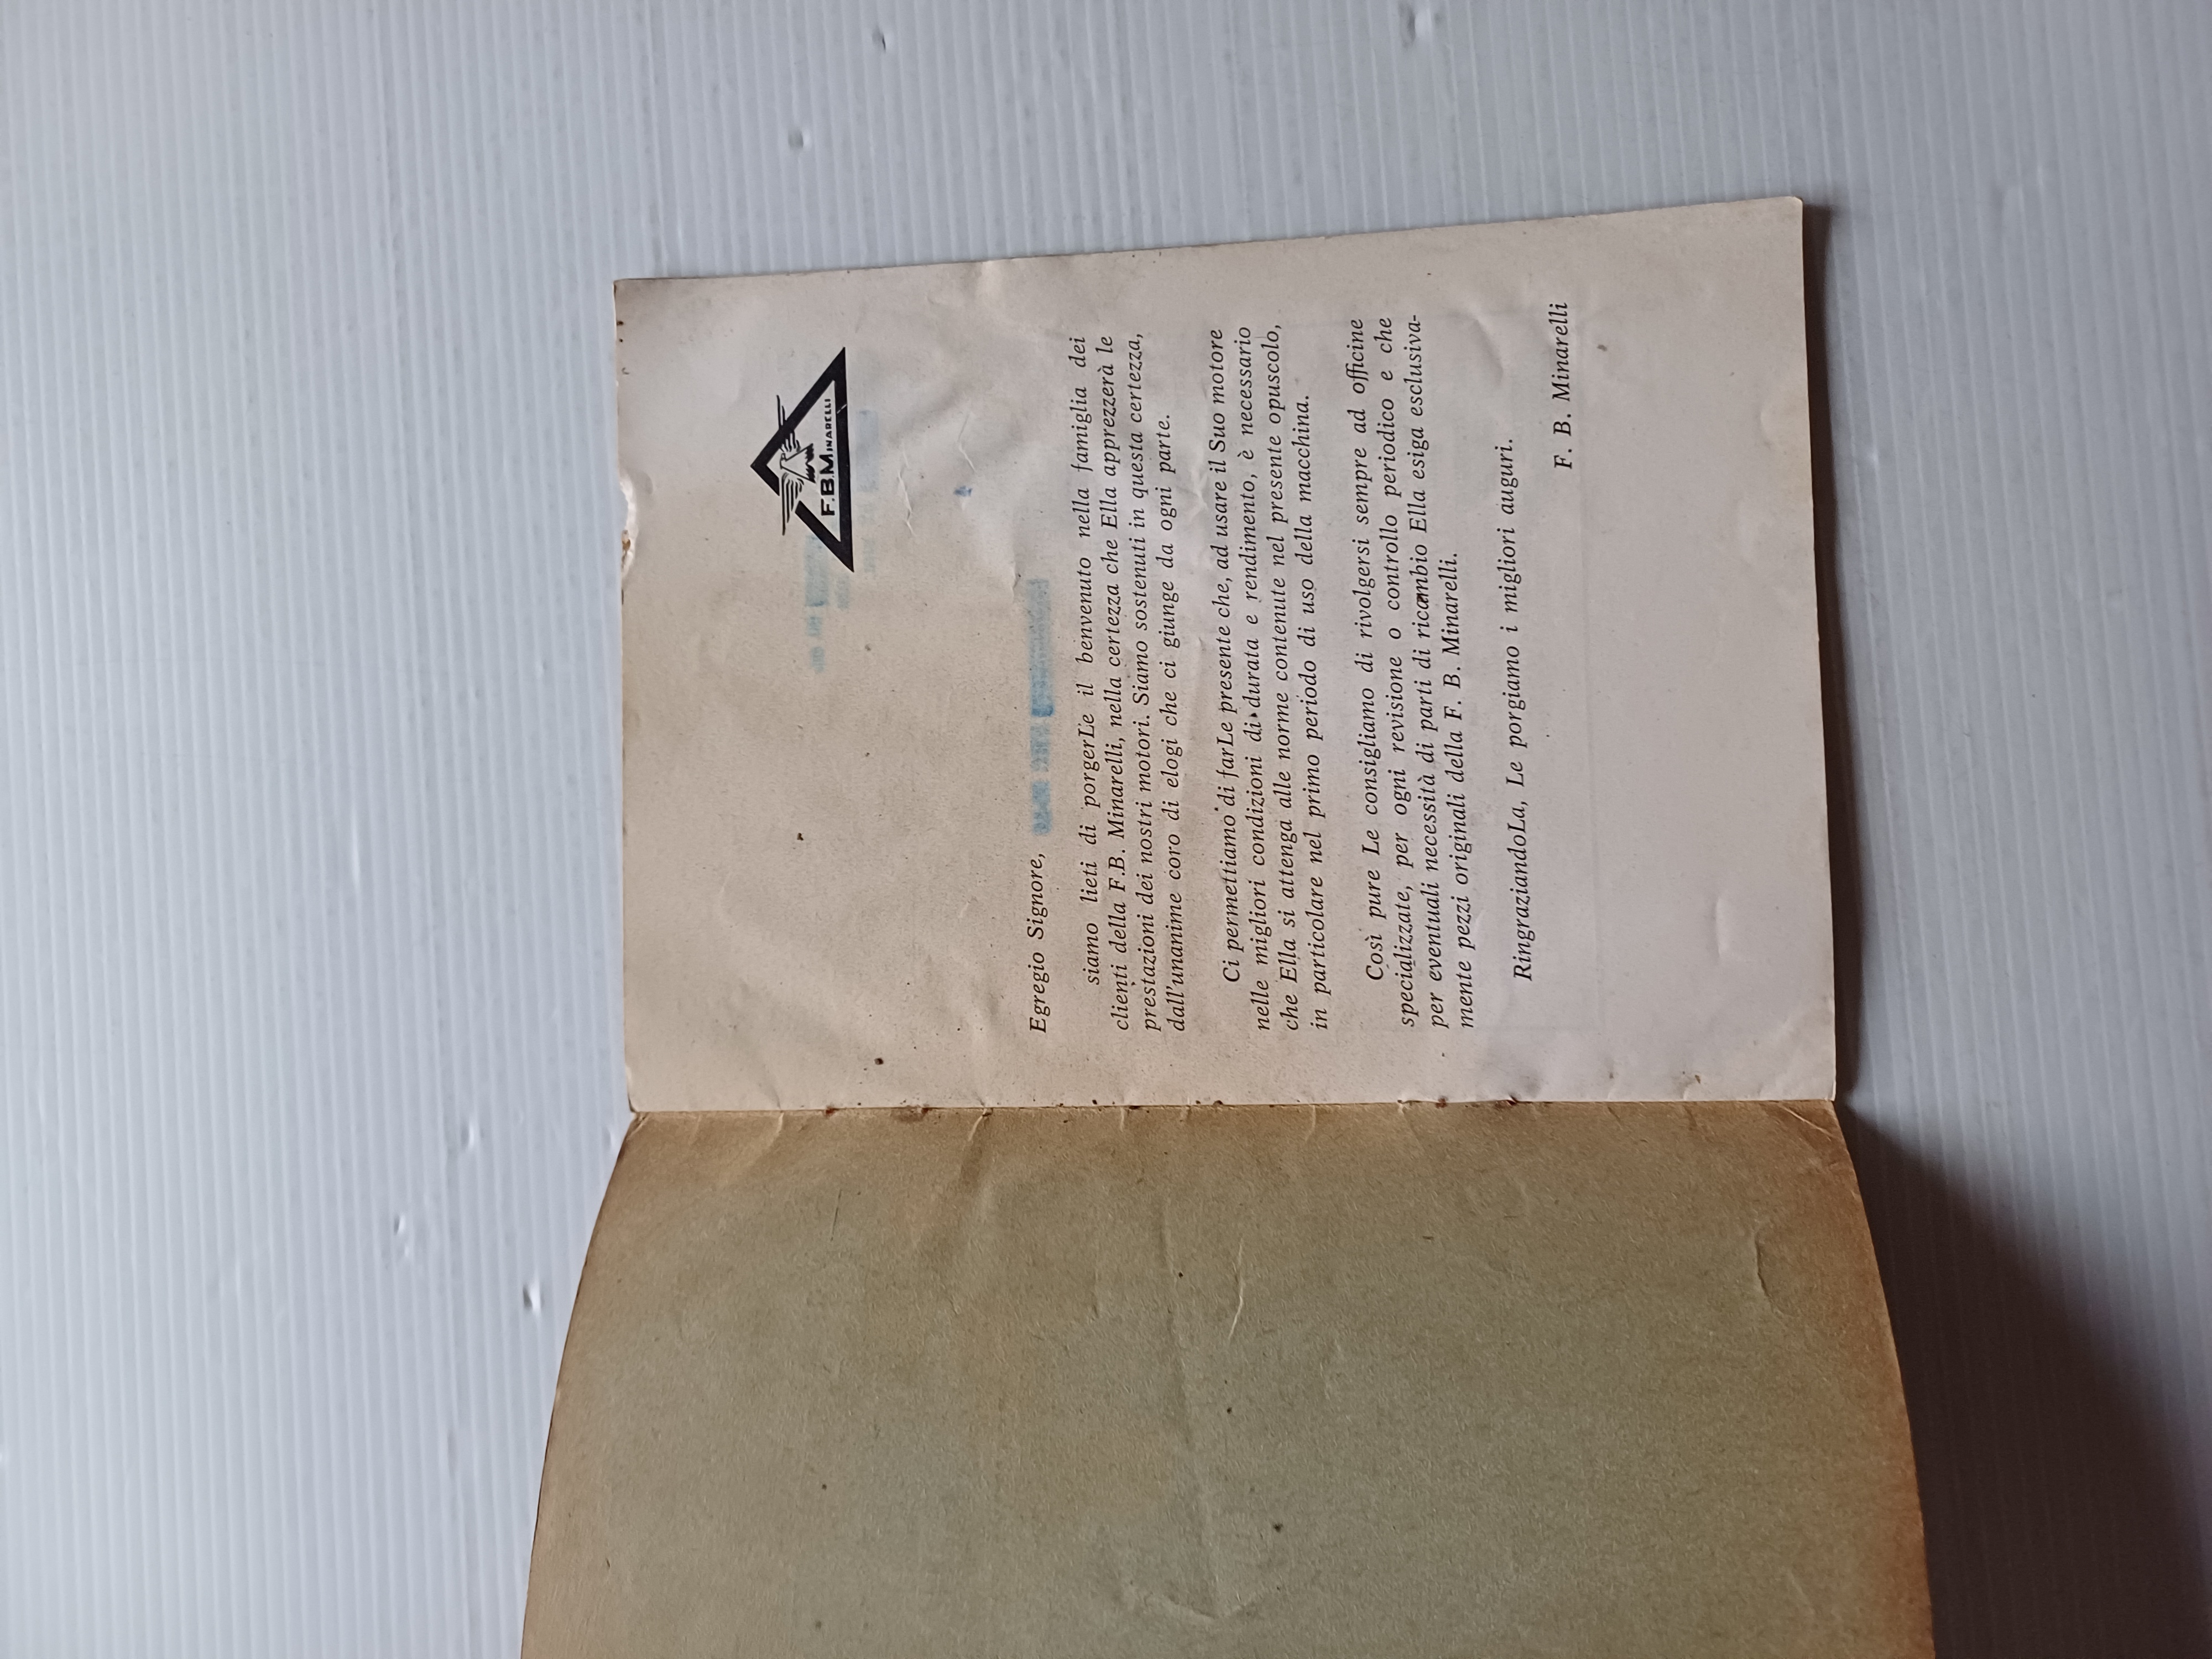 F.B.MINARELLI
Egregio Signore,
siamo lieti di porgerLe il benvenuto nella famiglia dei
clienti della F.B. Minarelli, nella certezza che Ella apprezzerà le
prestazioni dei nostri motori. Siamo sostenuti in questa certezza,
dall'unanime coro di elogi che ci giunge da ogni parte.
Ci permettiamo di farLe presente che, ad usare il Suo motore
nelle migliori condizioni di durata e rendimento, è necessario
che Ella si attenga alle norme contenute nel presente opuscolo,
in particolare nel primo periodo di uso della macchina.
Così pure Le consigliamo di rivolgersi sempre ad officine
specializzate, per ogni revisione o controllo periodico e che
per eventuali necessità di parti di ricambio Ella esiga esclusiva-
mente pezzi originali della F. B. Minarelli.
RingraziandoLa, Le porgiamo i migliori auguri.
F. B. Minarelli